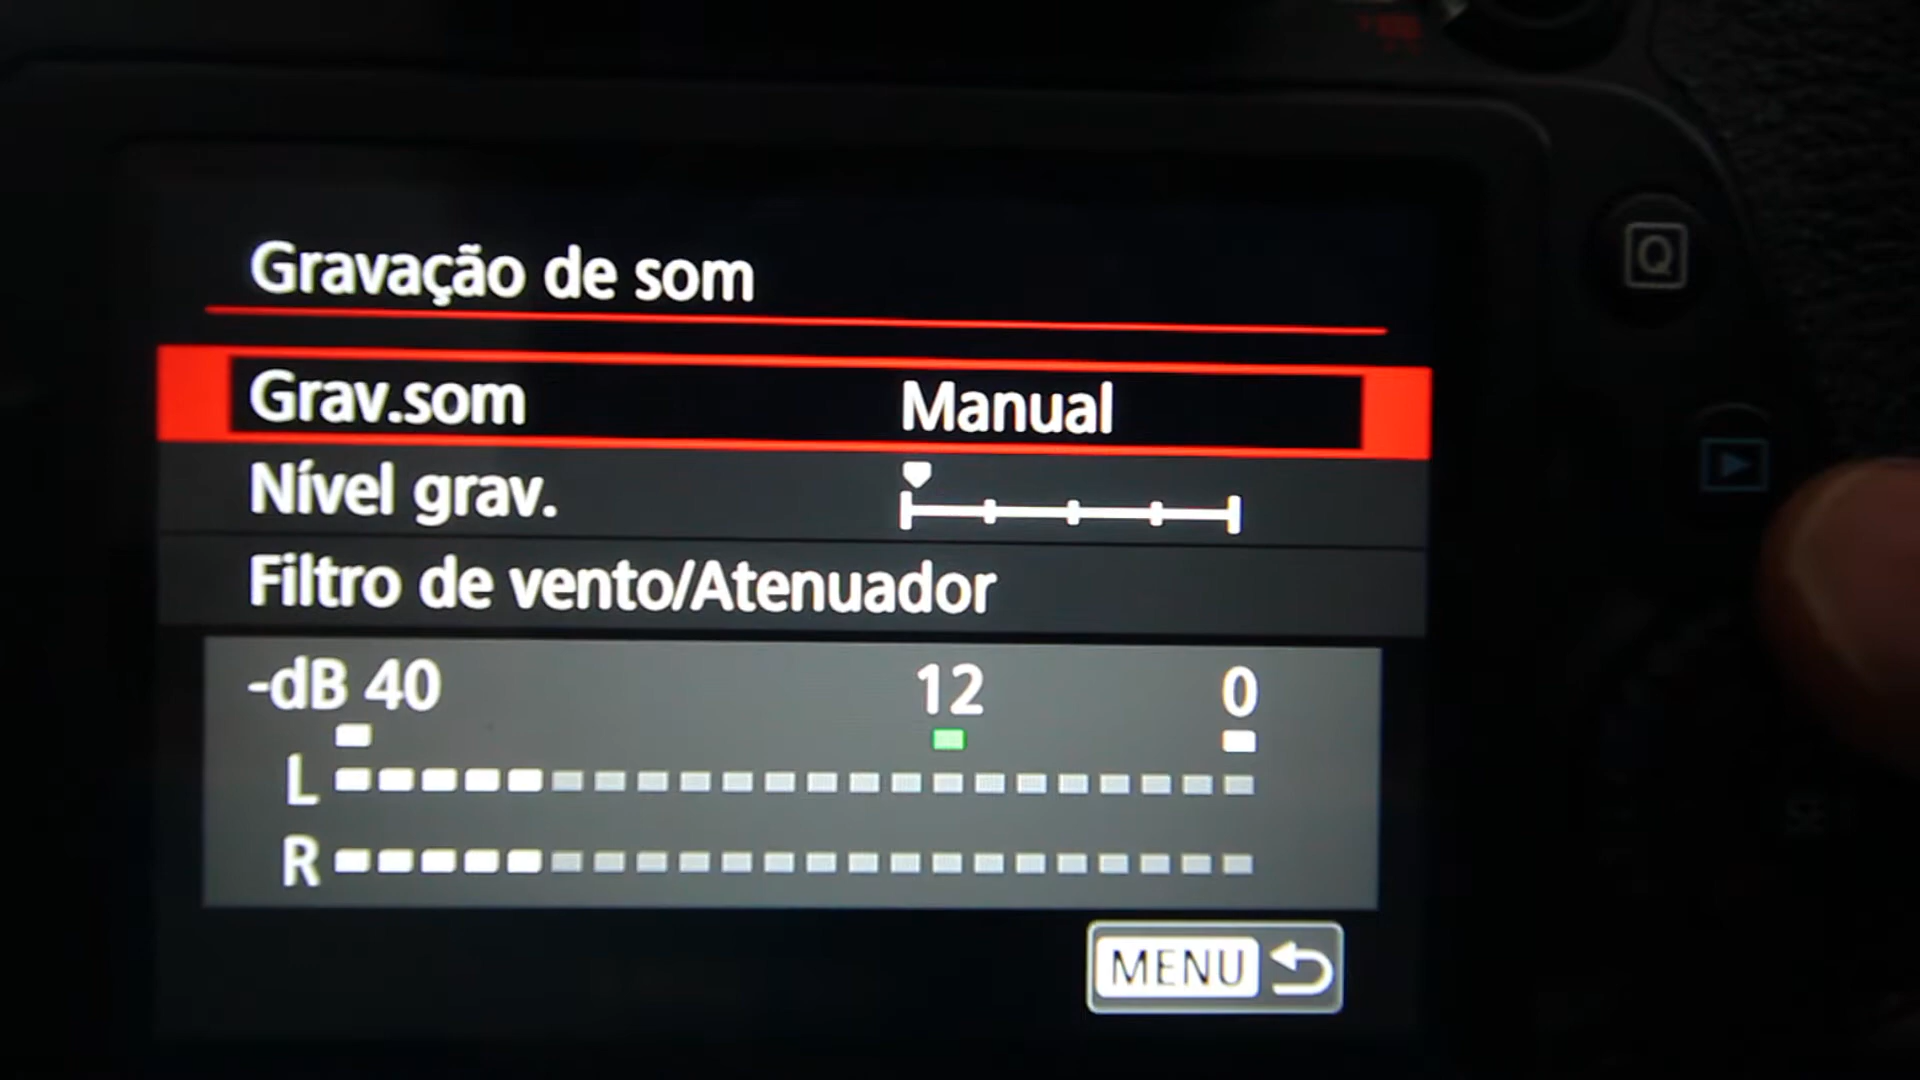 Gravação de som
Grav.som Manual
Nível grav.
Filtro de vento/Atenuador
-dB 40 12 0
L
R
MENU
Q